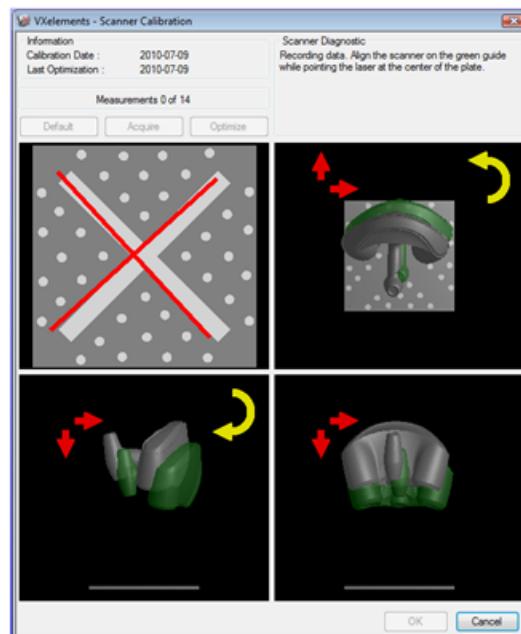 VXelements - Scanner Calibration
Information
Calibration Date : 2010-07-09
Last Optimization : 2010-07-09
Measurements 0 of 14
Default Acquire Optimize
Scanner Diagnostic
Recording data. Align the scanner on the green guide
while pointing the laser at the center of the plate.
OK Cancel